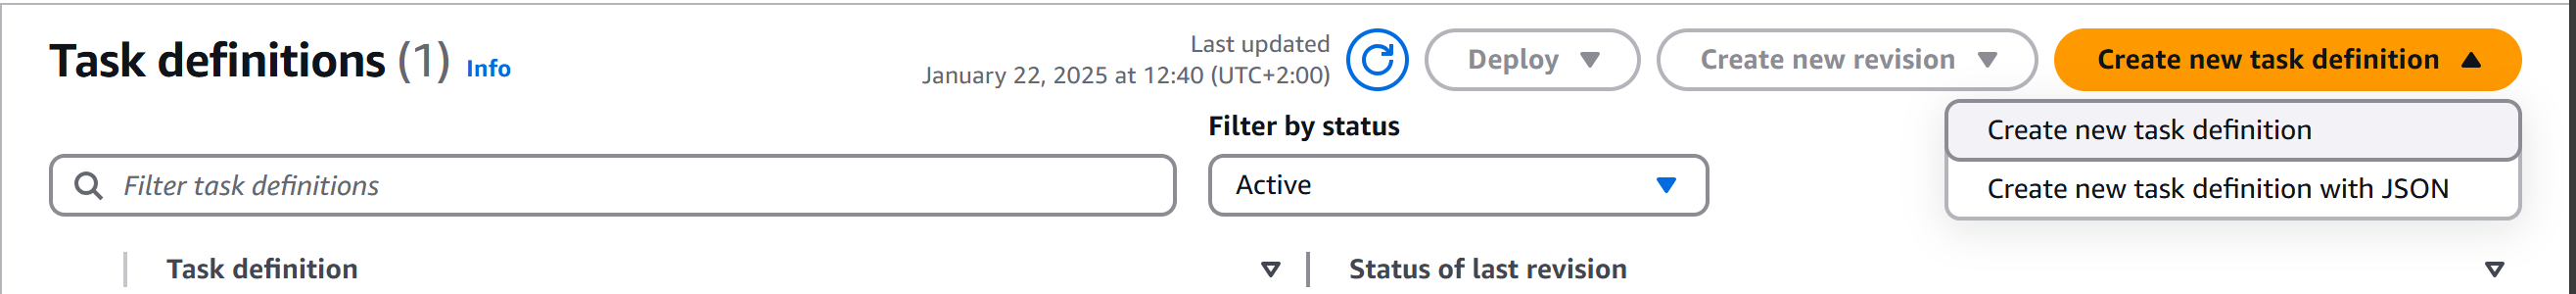 Task definitions (1) Info
Last updated
January 22, 2025 at 12:40 (UTC+2:00)
Deploy
Create new revision
Create new task definition
Create new task definition
Create new task definition with JSON
Filter by status
Filter task definitions
Active
Task definition
Status of last revision